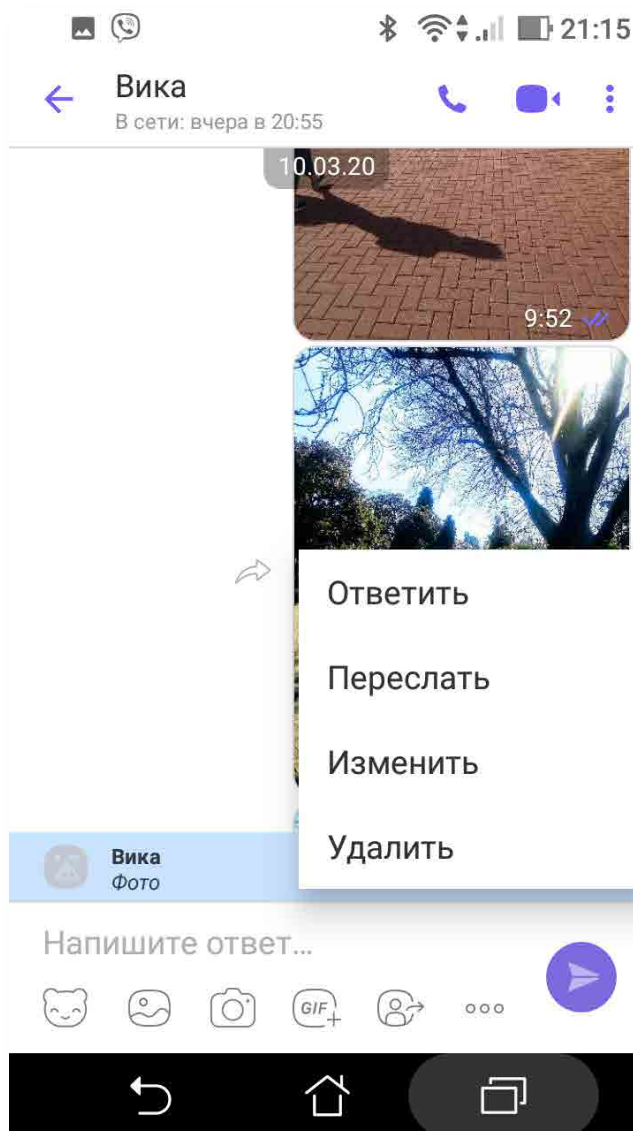 21:15
Вика
В сети: вчера в 20:55
10.03.20
9:52
Ответить
Переслать
Изменить
Удалить
Вика
Фото
Напишите ответ...
GIF